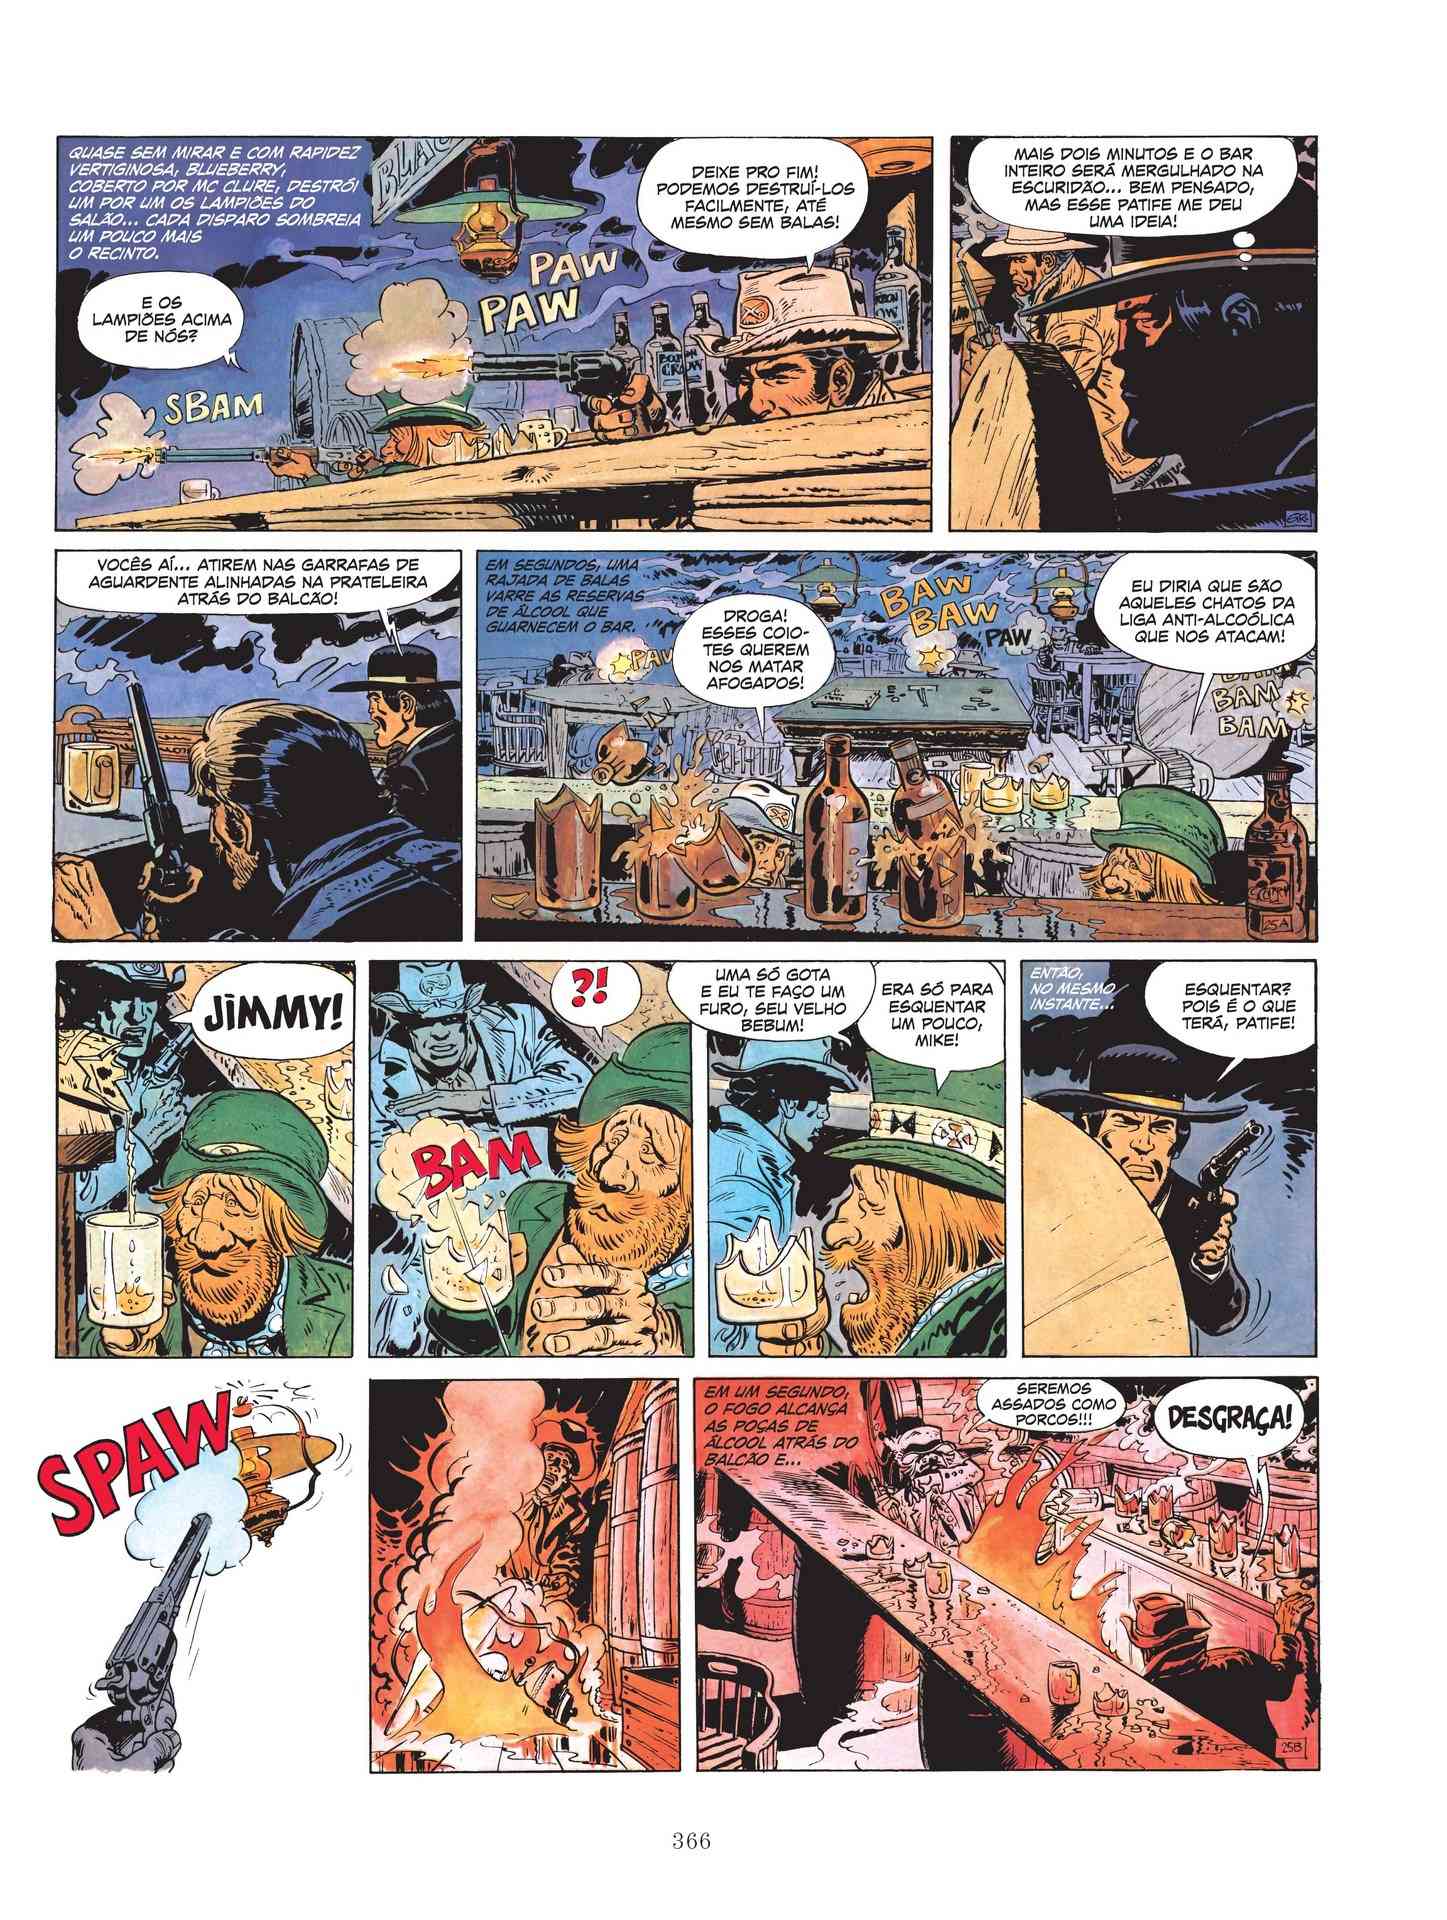 QUASE SEM MIRAR E COM RAPIDEZ
VERTIGINOSA, BLUEBERRY,
COBERTO POR MC CLURE, DESTRÓI
UM POR UM OS LAMPIÕES DO
SALÃO... CADA DISPARO SOMBREIA
UM POUCO MAIS
O RECINTO.
E OS
LAMPIÕES ACIMA
DE NÓS?
DEIXE PRO FIM!
PODEMOS DESTRUÍ-LOS
FACILMENTE, ATÉ
MESMO SEM BALAS!
PAW
PAW
SBAM
MAIS DOIS MINUTOS E O BAR
INTEIRO SERÁ MERGULHADO NA
ESCURIDÃO... BEM PENSADO,
MAS ESSE PATIFE ME DEU
UMA IDEIA!
GIR
VOCÊS AÍ... ATIREM NAS GARRAFAS DE
AGUARDENTE ALINHADAS NA PRATELEIRA
ATRÁS DO BALCÃO!
EM SEGUNDOS, UMA
RAJADA DE BALAS
VARRE AS RESERVAS
DE ÁLCOOL QUE
GUARNECEM O BAR.
DROGA!
ESSES COIO-
TES QUEREM
NOS MATAR
AFOGADOS!
EU DIRIA QUE SÃO
AQUELES CHATOS DA
LIGA ANTI-ALCOÓLICA
QUE NOS ATACAM!
PAW
BAW
BAW
PAW
BAM
BAM
BAM
25A
JIMMY!
?!
BAM
UMA SÓ GOTA
E EU TE FAÇO UM
FURO, SEU VELHO
BEBUM!
ERA SÓ PARA
ESQUENTAR
UM POUCO,
MIKE!
ENTÃO,
NO MESMO
INSTANTE...
ESQUENTAR?
POIS É O QUE
TERÁ, PATIFE!
SPAW
EM UM SEGUNDO,
O FOGO ALCANÇA
AS POÇAS DE
ÁLCOOL ATRÁS DO
BALCÃO E...
SEREMOS
ASSADOS COMO
PORCOS!!!
DESGRAÇA!
25B
366